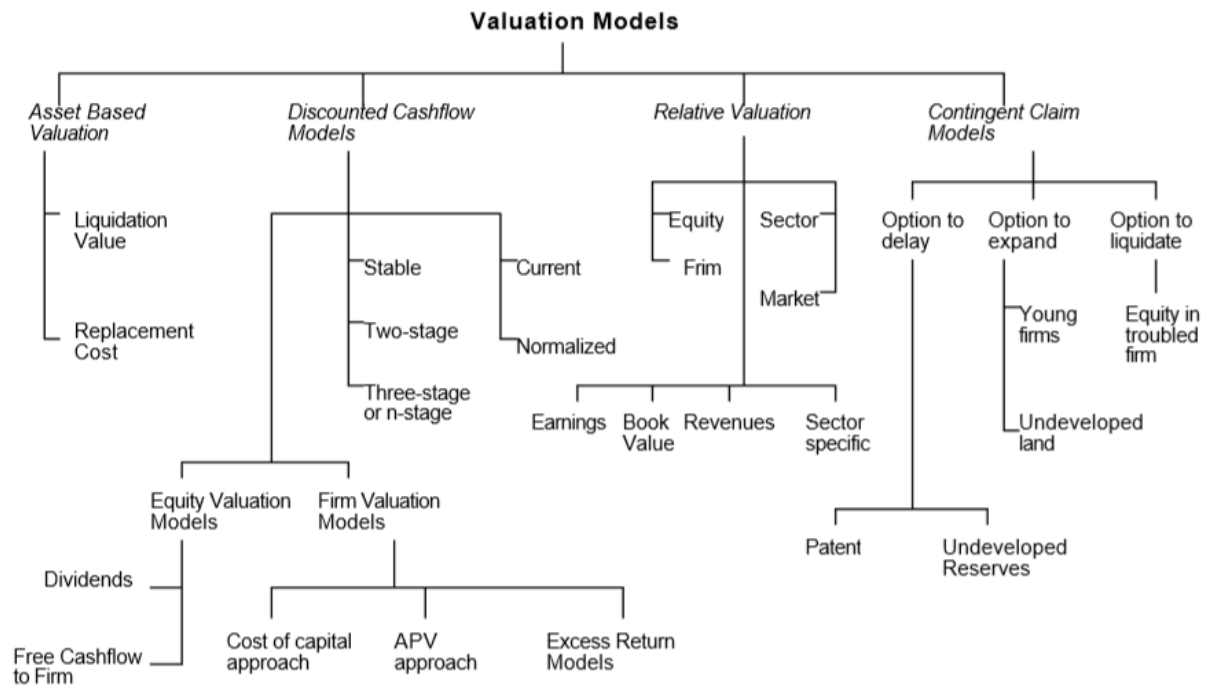 Valuation Models
Asset Based
Valuation
Discounted Cashflow
Models
Relative Valuation
Contingent Claim
Models
Liquidation
Value
Replacement
Cost
Stable
Two-stage
Three-stage
or n-stage
Current
Normalized
Equity
Frim
Sector
Market
Option to
delay
Option to
expand
Option to
liquidate
Young
firms
Equity in
troubled
firm
Undeveloped
land
Earnings
Book
Value
Revenues
Sector
specific
Equity Valuation
Models
Firm Valuation
Models
Patent
Undeveloped
Reserves
Dividends
Free Cashflow
to Firm
Cost of capital
approach
APV
approach
Excess Return
Models